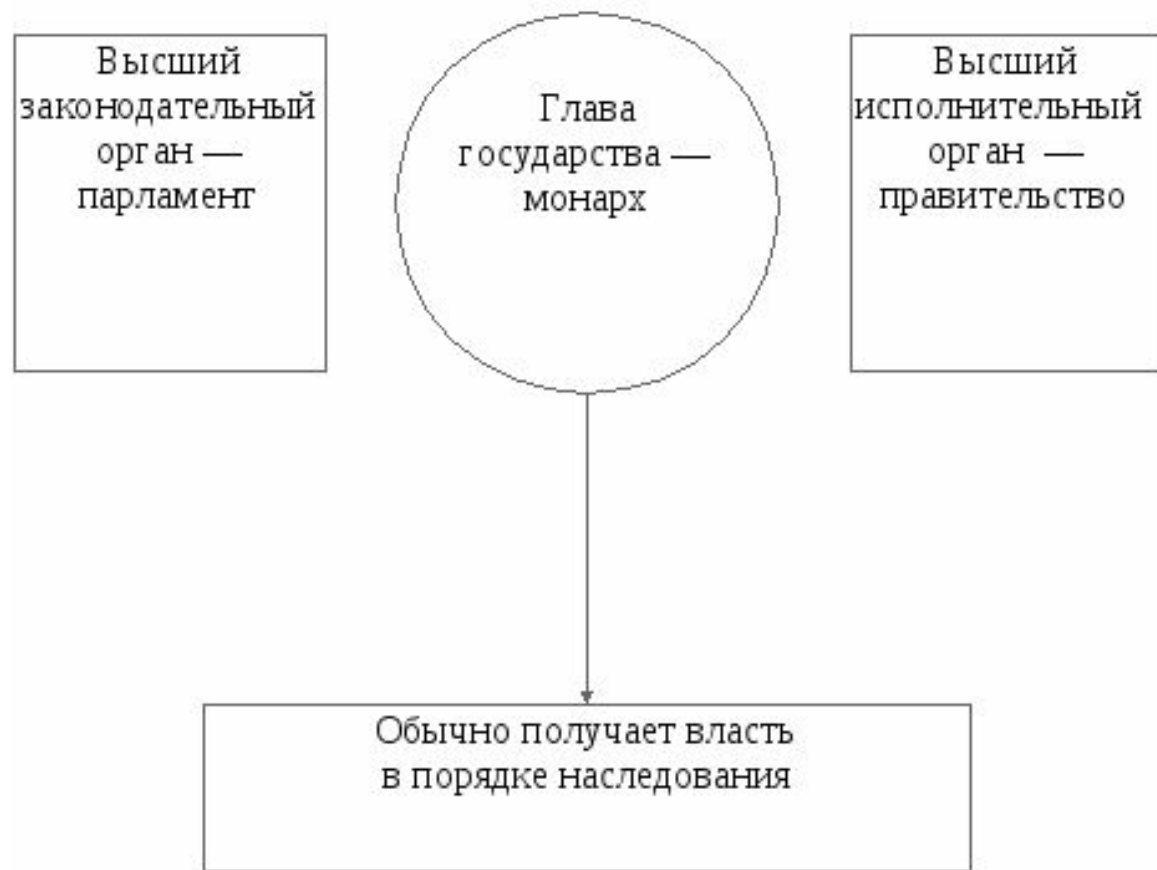 Высший
законодательный
орган —
парламент
Глава
государства —
монарх
Высший
исполнительный
орган —
правительство
Обычно получает власть
в порядке наследования